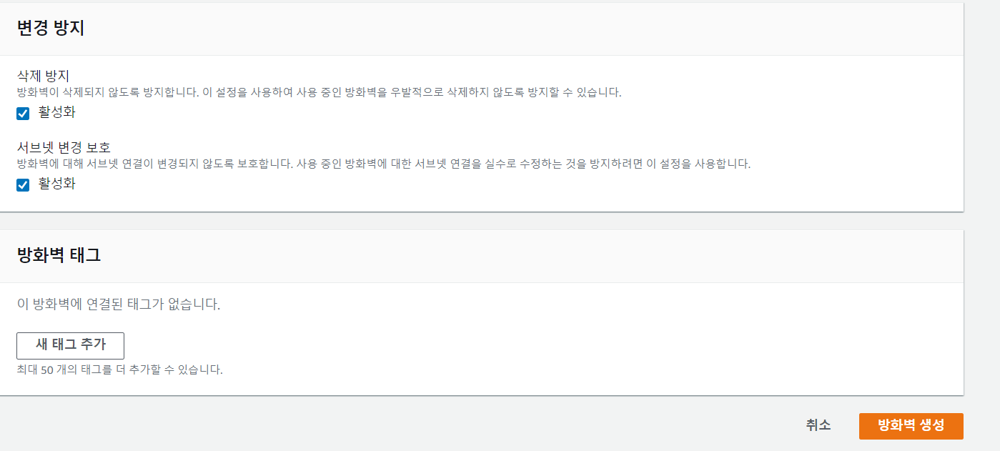 변경 방지
삭제 방지
방화벽이 삭제되지 않도록 방지합니다. 이 설정을 사용하여 사용 중인 방화벽을 우발적으로 삭제하지 않도록 방지할 수 있습니다.
활성화
서브넷 변경 보호
방화벽에 대해 서브넷 연결이 변경되지 않도록 보호합니다. 사용 중인 방화벽에 대한 서브넷 연결을 실수로 수정하는 것을 방지하려면 이 설정을 사용합니다.
활성화
방화벽 태그
이 방화벽에 연결된 태그가 없습니다.
새 태그 추가
최대 50 개의 태그를 더 추가할 수 있습니다.
취소
방화벽 생성